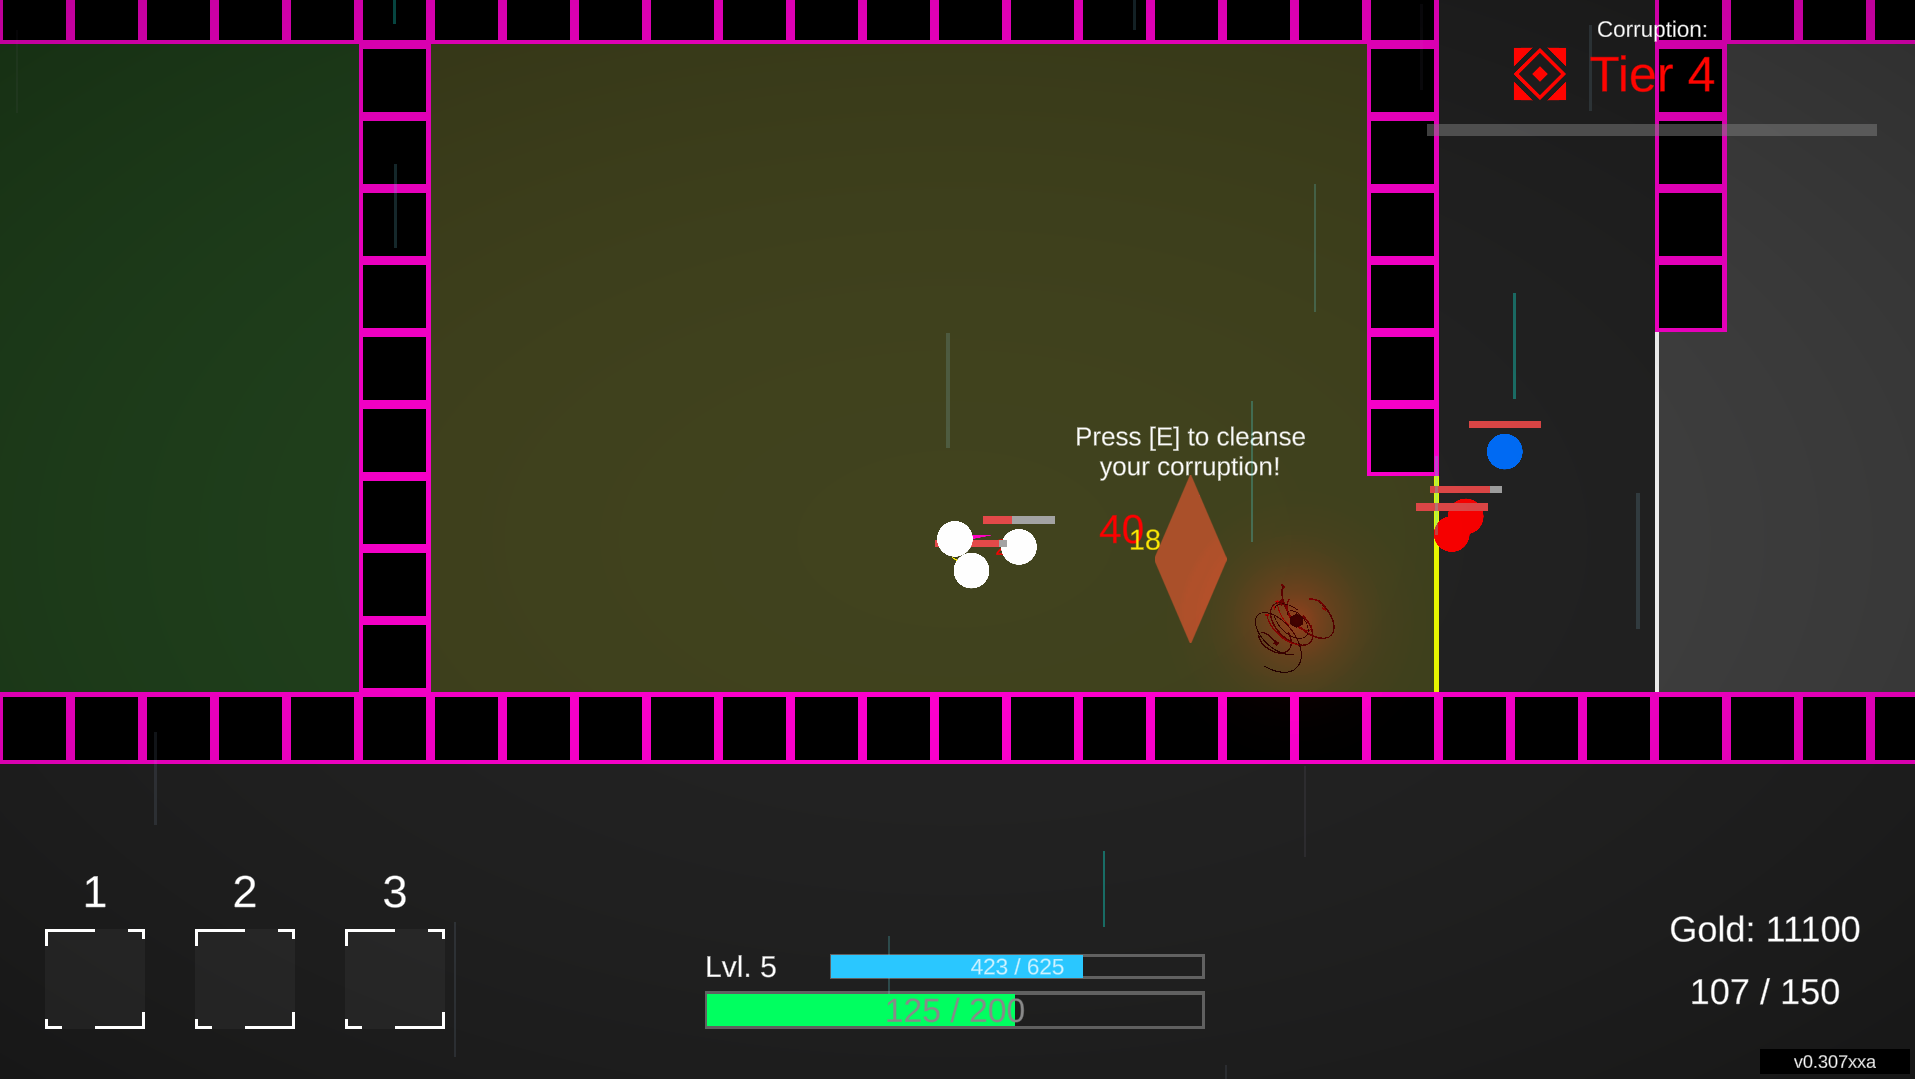 Corruption:
Tier 4
Press [E] to cleanse
your corruption!
40
18
1
2
3
Lvl. 5
423 / 625
125 / 200
Gold: 11100
107 / 150
v0.307xxa